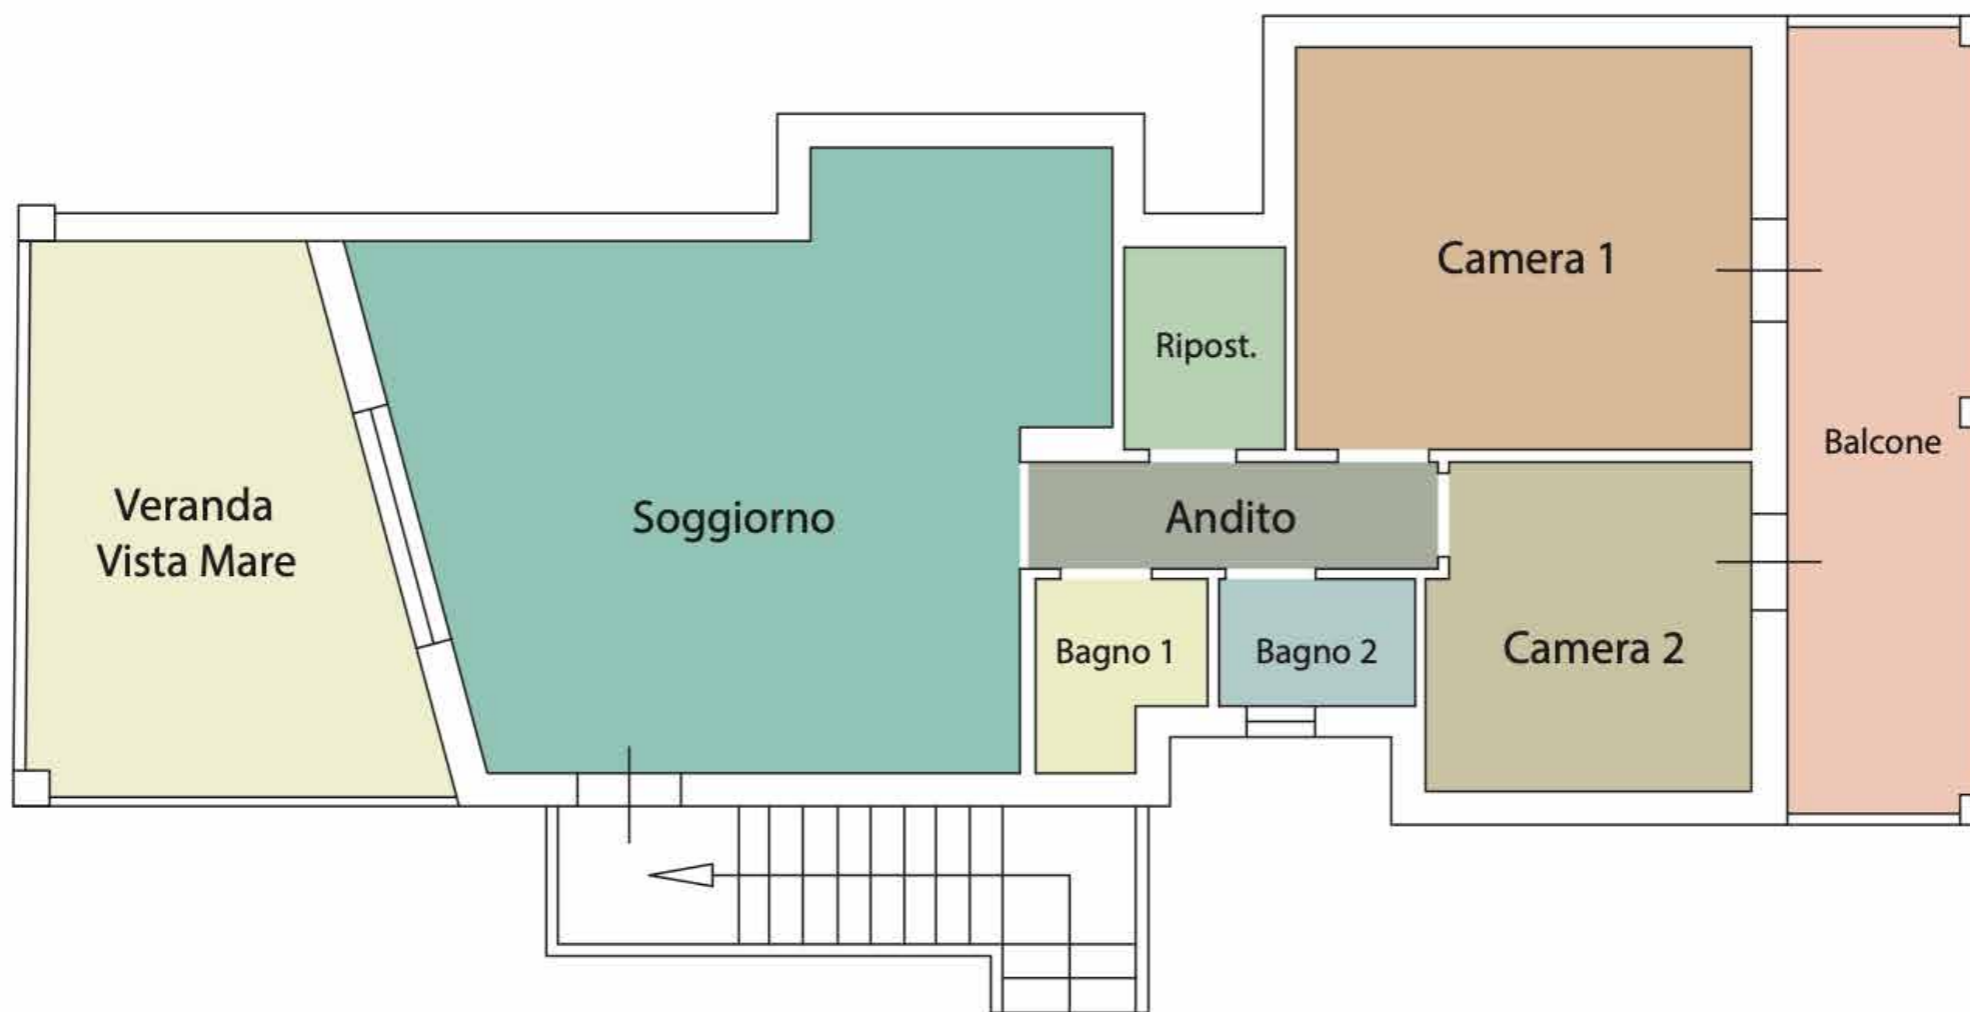 Camera 1
Ripost.
Balcone
Veranda
Vista Mare
Soggiorno
Andito
Bagno 1
Bagno 2
Camera 2